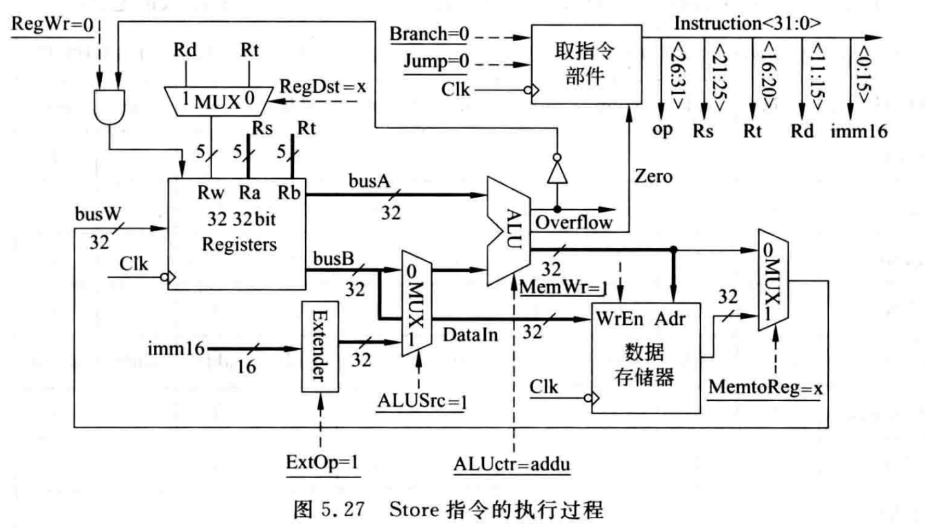 RegWr=0
Rd Rt
1 MUX 0
RegDst=x
Rs Rt
5 5 5
Rw Ra Rb
32 32bit
Registers
busW
32
Clk
busA
32
busB
32
imm16
16
Extender
32
ExtOp=1
0 MUX 1
ALUSrc=1
DataIn
32
ALU
ALUctr=addu
Overflow
Zero
32
MemWr=1
WrEn Adr
数据
存储器
Clk
32
0 MUX 1
MemtoReg=x
Branch=0
Jump=0
Clk
取指令
部件
Instruction<31:0>
<26:31>
<21:25>
<16:20>
<11:15>
<0:15>
op Rs Rt Rd imm16
图 5.27 Store 指令的执行过程